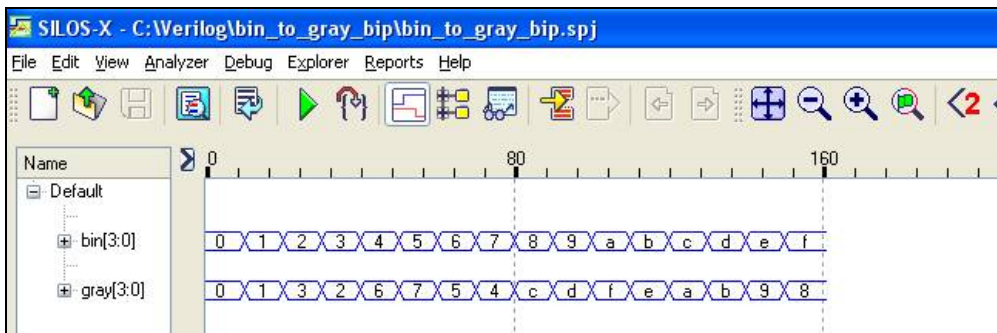 SILOS-X - C:\Verilog\bin_to_gray_bip\bin_to_gray_bip.spj
File Edit View Analyzer Debug Explorer Reports Help
2
Name 0 80 160
Default
bin[3:0] 0 1 2 3 4 5 6 7 8 9 a b c d e f
gray[3:0] 0 1 3 2 6 7 5 4 c d f e a b 9 8